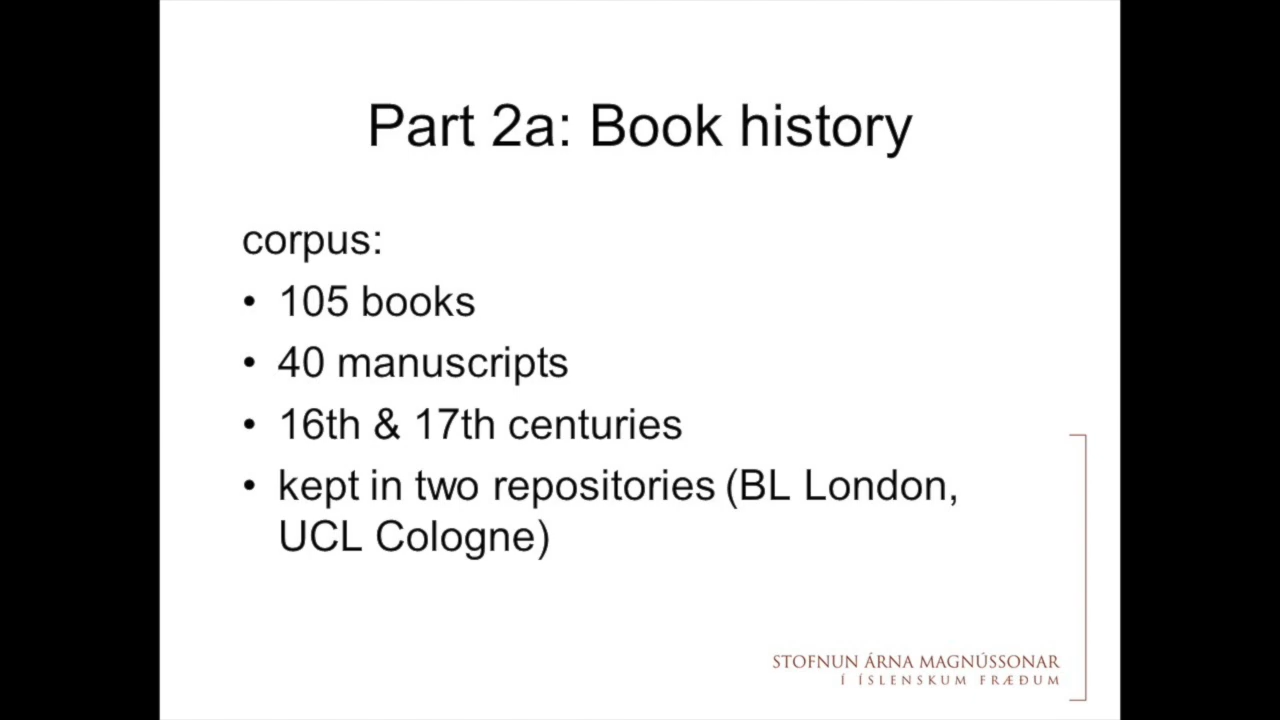 Part 2a: Book history
corpus:
• 105 books
• 40 manuscripts
• 16th & 17th centuries
• kept in two repositories (BL London,
UCL Cologne)
STOFNUN ÁRNA MAGNÚSSONAR
Í ÍSLENSKUM FRÆÐUM